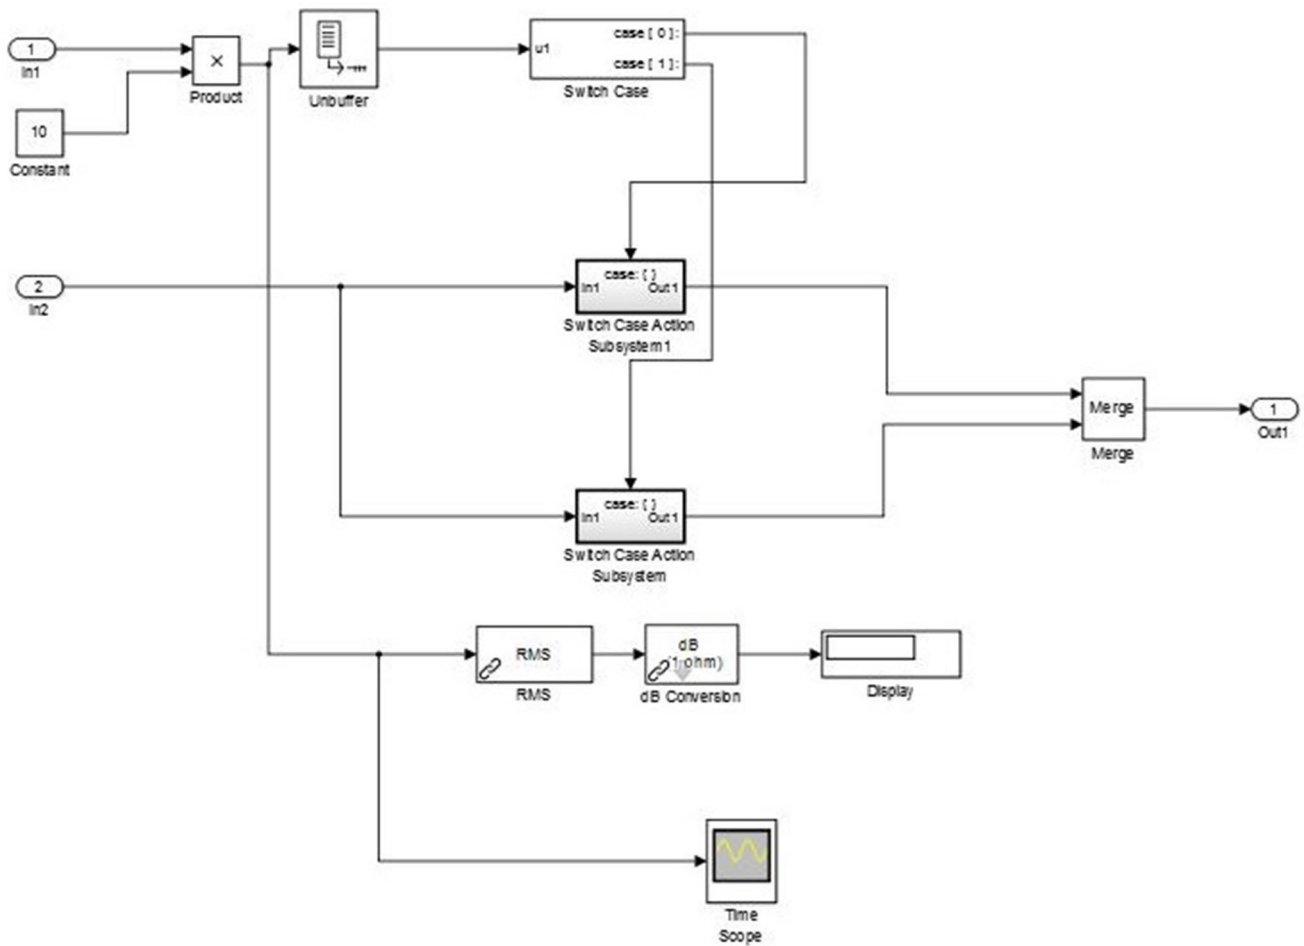 1
In1
×
Product
Unbuffer
u1
case [ 0 ]:
case [ 1 ]:
Switch Case
10
Constant
2
In2
case: { }
In1 Out1
Switch Case Action
Subsystem1
Merge
Merge
1
Out1
case: { }
In1 Out1
Switch Case Action
Subsystem
RMS
RMS
dB
(1 ohm)
dB Conversion
Display
Time
Scope